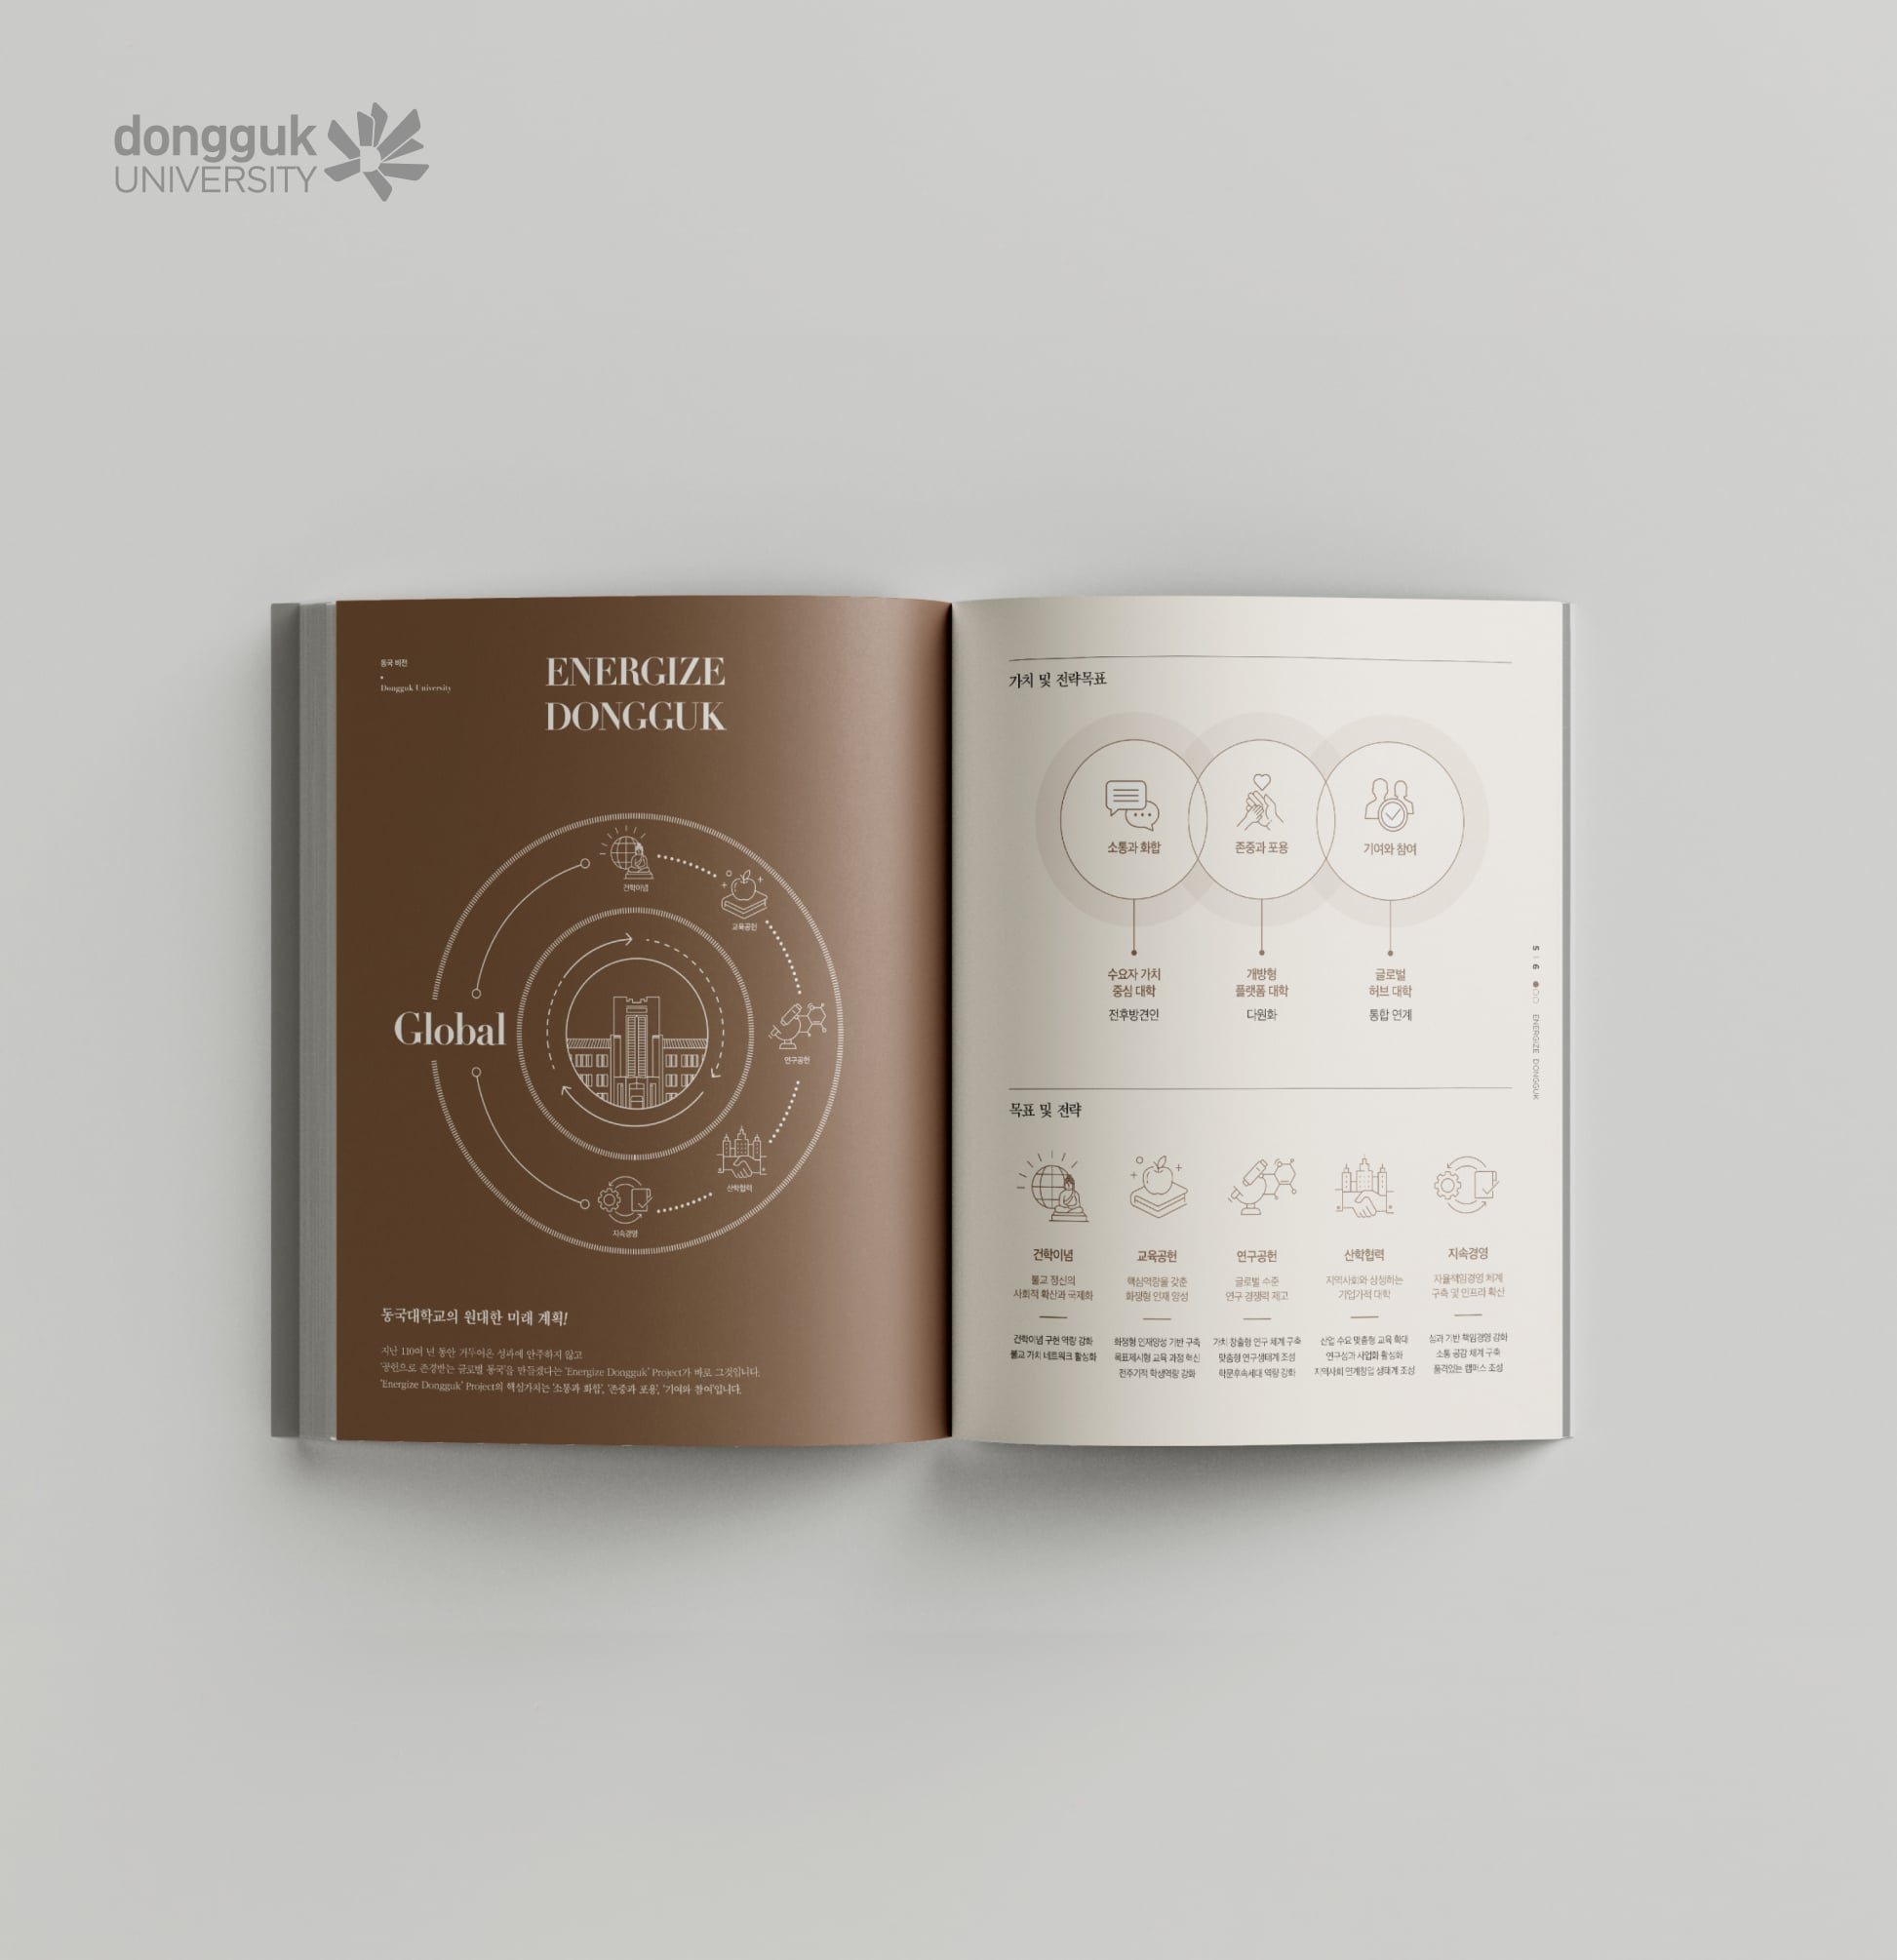 dongguk
UNIVERSITY
동국 비전
Dongguk University
ENERGIZE
DONGGUK
건학이념
교육공헌
연구공헌
Global
산학협력
지속경영
동국대학교의 원대한 미래 계획!
지난 110여 년 동안 거두어온 성과에 안주하지 않고
'공헌으로 존경받는 글로벌 동국'을 만들겠다는 'Energize Dongguk' Project가 바로 그것입니다.
'Energize Dongguk' Project의 핵심가치는 '소통과 화합', '존중과 포용', '기여와 참여'입니다.
가치 및 전략목표
소통과 화합
존중과 포용
기여와 참여
수요자 가치
중심 대학
전후방견인
개방형
플랫폼 대학
다원화
글로벌
허브 대학
통합 연계
5 | 6
ENERGIZE DONGGUK
목표 및 전략
건학이념
불교 정신의
사회적 확산과 국제화
건학이념 구현 역량 강화
불교 가치 네트워크 활성화
교육공헌
핵심역량을 갖춘
화쟁형 인재 양성
화쟁형 인재양성 기반 구축
목표제시형 교육 과정 혁신
전주기적 학생역량 강화
연구공헌
글로벌 수준
연구 경쟁력 제고
가치 창출형 연구 체계 구축
맞춤형 연구생태계 조성
학문후속세대 역량 강화
산학협력
지역사회와 상생하는
기업가적 대학
산업 수요 맞춤형 교육 확대
연구성과 사업화 활성화
지역사회 연계창업 생태계 조성
지속경영
자율책임경영 체계
구축 및 인프라 확산
성과 기반 책임경영 강화
소통 공감 체계 구축
품격있는 캠퍼스 조성